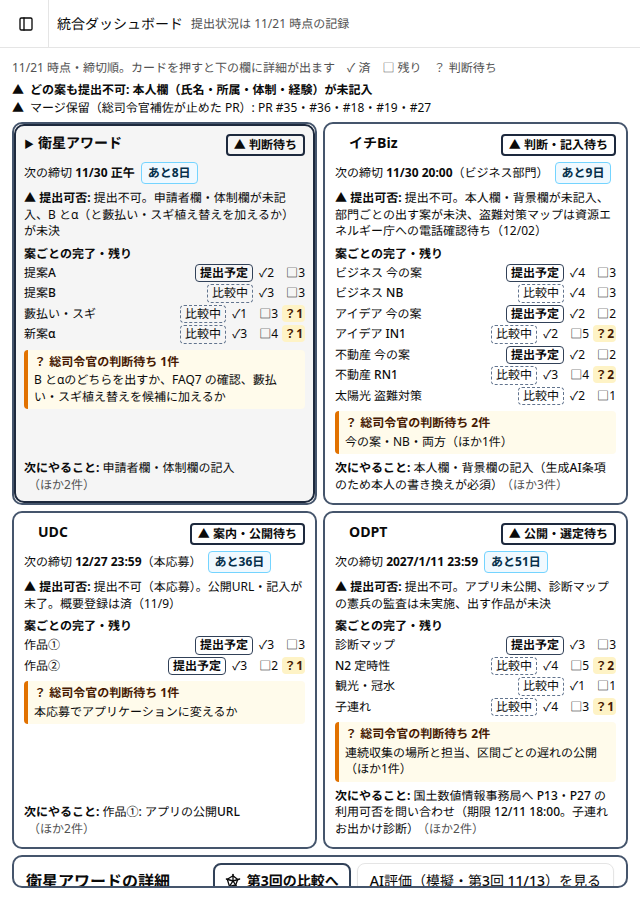 統合ダッシュボード 提出状況は 11/21 時点の記録
11/21 時点・締切順。カードを押すと下の欄に詳細が出ます ✓済 □残り ？判断待ち
▲ どの案も提出不可: 本人欄（氏名・所属・体制・経験）が未記入
▲ マージ保留（総司令官補佐が止めた PR）: PR #35・#36・#18・#19・#27
▶ 衛星アワード ▲ 判断待ち
次の締切 11/30 正午 あと8日
▲ 提出可否: 提出不可。申請者欄・体制欄が未記
入、B とα（と藪払い・スギ植え替えを加えるか）
が未決
案ごとの完了・残り
提案A 提出予定 ✓2 □3
提案B 比較中 ✓3 □3
藪払い・スギ 比較中 ✓1 □3 ？1
新案α 比較中 ✓3 □4 ？1
？ 総司令官の判断待ち 1件
B とαのどちらを出すか、FAQ7 の確認、藪払
い・スギ植え替えを候補に加えるか
次にやること: 申請者欄・体制欄の記入
（ほか2件）
イチBiz ▲ 判断・記入待ち
次の締切 11/30 20:00（ビジネス部門） あと9日
▲ 提出可否: 提出不可。本人欄・背景欄が未記入、
部門ごとの出す案が未決、盗難対策マップは資源エ
ネルギー庁への電話確認待ち（12/02）
案ごとの完了・残り
ビジネス 今の案 提出予定 ✓4 □3
ビジネス NB 比較中 ✓4 □3
アイデア 今の案 提出予定 ✓2 □2
アイデア IN1 比較中 ✓2 □5 ？2
不動産 今の案 提出予定 ✓2 □2
不動産 RN1 比較中 ✓3 □4 ？2
太陽光 盗難対策 比較中 ✓2 □1
？ 総司令官の判断待ち 2件
今の案・NB・両方（ほか1件）
次にやること: 本人欄・背景欄の記入（生成AI条項
のため本人の書き換えが必須）（ほか3件）
UDC ▲ 案内・公開待ち
次の締切 12/27 23:59（本応募） あと36日
▲ 提出可否: 提出不可（本応募）。公開URL・記入が
未了。概要登録は済（11/9）
案ごとの完了・残り
作品① 提出予定 ✓3 □3
作品② 提出予定 ✓3 □2 ？1
？ 総司令官の判断待ち 1件
本応募でアプリケーションに変えるか
次にやること: 作品①: アプリの公開URL
（ほか2件）
ODPT ▲ 公開・選定待ち
次の締切 2027/1/11 23:59 あと51日
▲ 提出可否: 提出不可。アプリ未公開、診断マップ
の憲兵の監査は未実施、出す作品が未決
案ごとの完了・残り
診断マップ 提出予定 ✓3 □3
N2 定時性 比較中 ✓4 □5 ？2
観光・冠水 比較中 ✓1 □1
子連れ 比較中 ✓4 □3 ？1
？ 総司令官の判断待ち 2件
連続収集の場所と担当、区間ごとの遅れの公開
（ほか1件）
次にやること: 国土数値情報事務局へ P13・P27 の
利用可否を問い合わせ（期限 12/11 18:00。子連れ
お出かけ診断）（ほか2件）
衛星アワードの詳細 第3回の比較へ AI評価（模擬・第3回 11/13）を見る